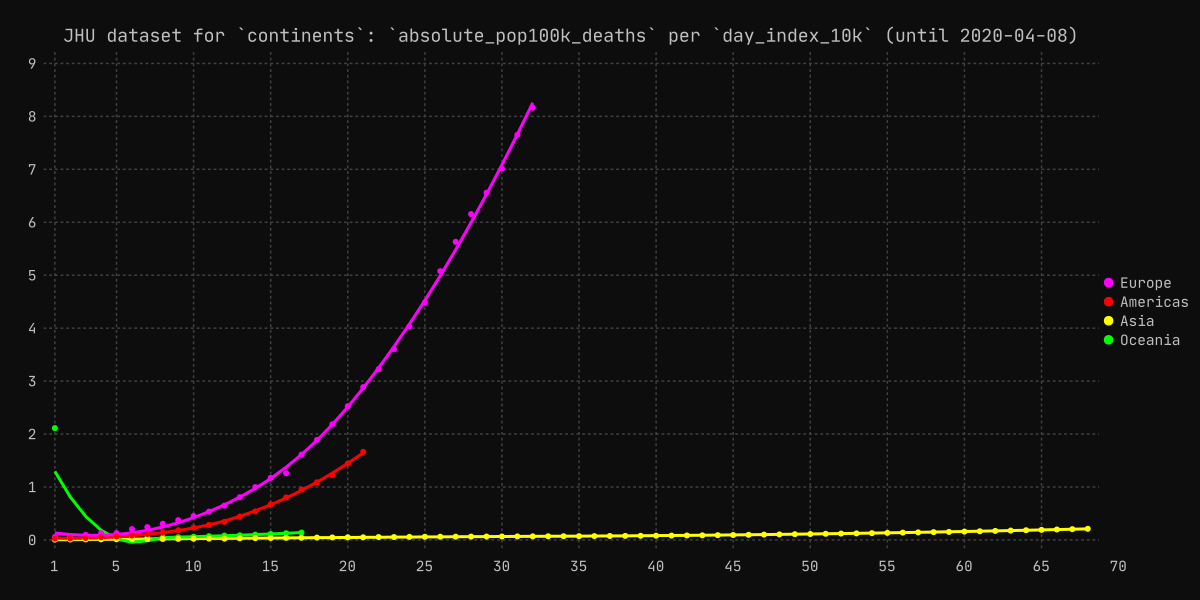 JHU dataset for `continents`: `absolute_pop100k_deaths` per `day_index_10k` (until 2020-04-08)
9
8
7
6
5
4
3
2
1
0
1 5 10 15 20 25 30 35 40 45 50 55 60 65 70
Europe
Americas
Asia
Oceania